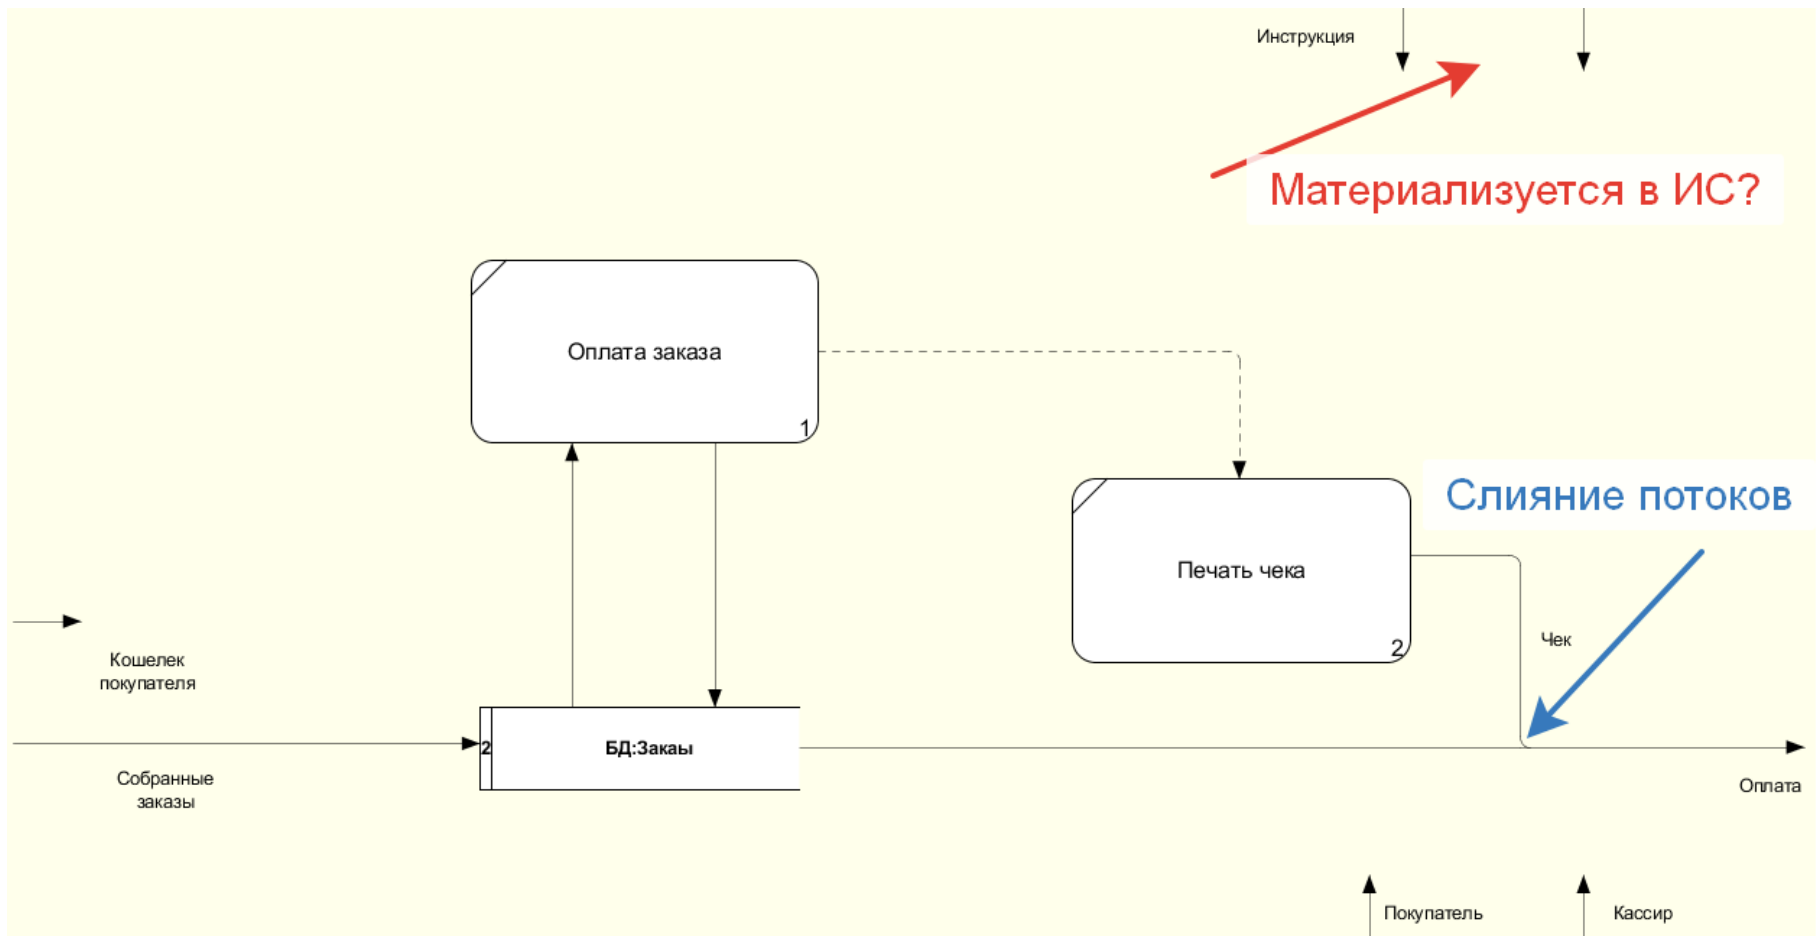 Инструкция
Материализуется в ИС?
Оплата заказа
1
Слияние потоков
Печать чека
2
Чек
Кошелек
покупателя
2
БД:Закаы
Собранные
заказы
Оплата
Покупатель
Кассир